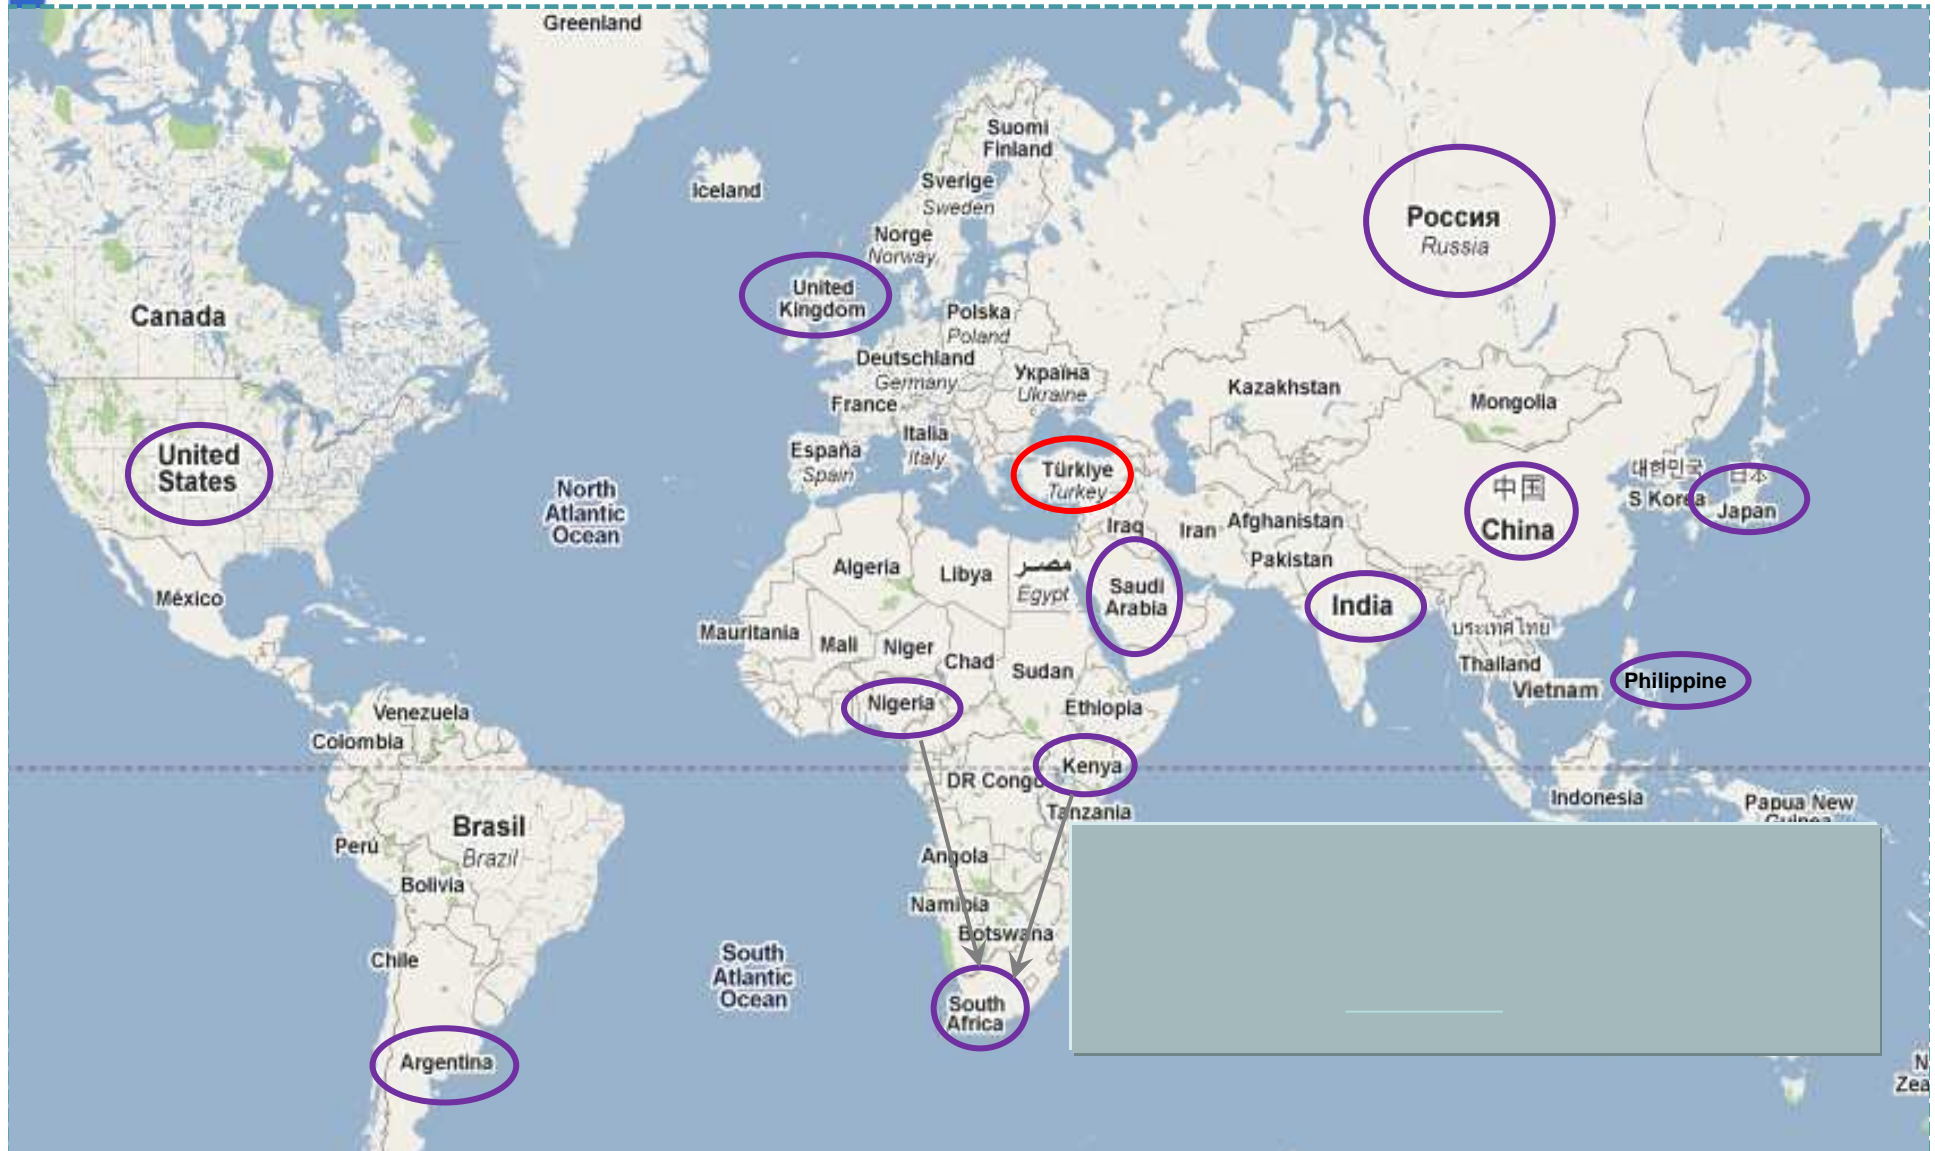 Greenland
Suomi
Finland
Iceland
Sverige
Sweden
Norge
Norway
Россия
Russia
United
Kingdom
Canada
Polska
Poland
Deutschland
Germany
Україна
Ukraine
France
Kazakhstan
Mongolia
Italia
Italy
España
Spain
United
States
Türkiye
Turkey
대한민국
S Korea
日本
Japan
中国
China
North
Atlantic
Ocean
Iraq
Iran
Afghanistan
Pakistan
Algeria
Libya
مصر
Egypt
Saudi
Arabia
India
México
Mauritania
Mali
Niger
Chad
Sudan
ประเทศไทย
Thailand
Vietnam
Philippine
Nigeria
Ethiopia
Venezuela
Colombia
Kenya
DR Congo
Tanzania
Indonesia
Papua New
Guinea
Brasil
Brazil
Perú
Bolivia
Angola
Namibia
Botswana
Chile
South
Atlantic
Ocean
South
Africa
Argentina
N
Zea